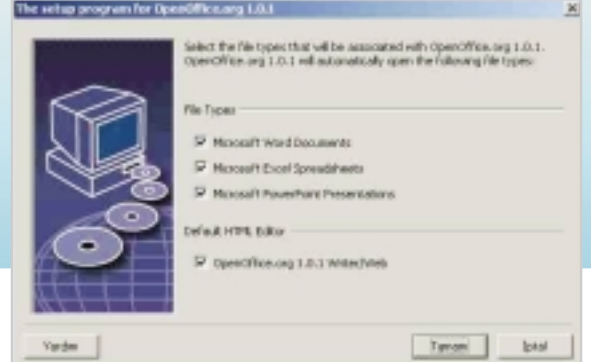 The setup program for OpenOffice.org 1.0.1
Select the file types that will be associated with OpenOffice.org 1.0.1.
OpenOffice.org 1.0.1 will automatically open the following file types:
File Types
Microsoft Word Documents
Microsoft Excel Spreadsheets
Microsoft PowerPoint Presentations
Default HTML Editor
OpenOffice.org 1.0.1 Writer/Web
Yardım Tamam İptal